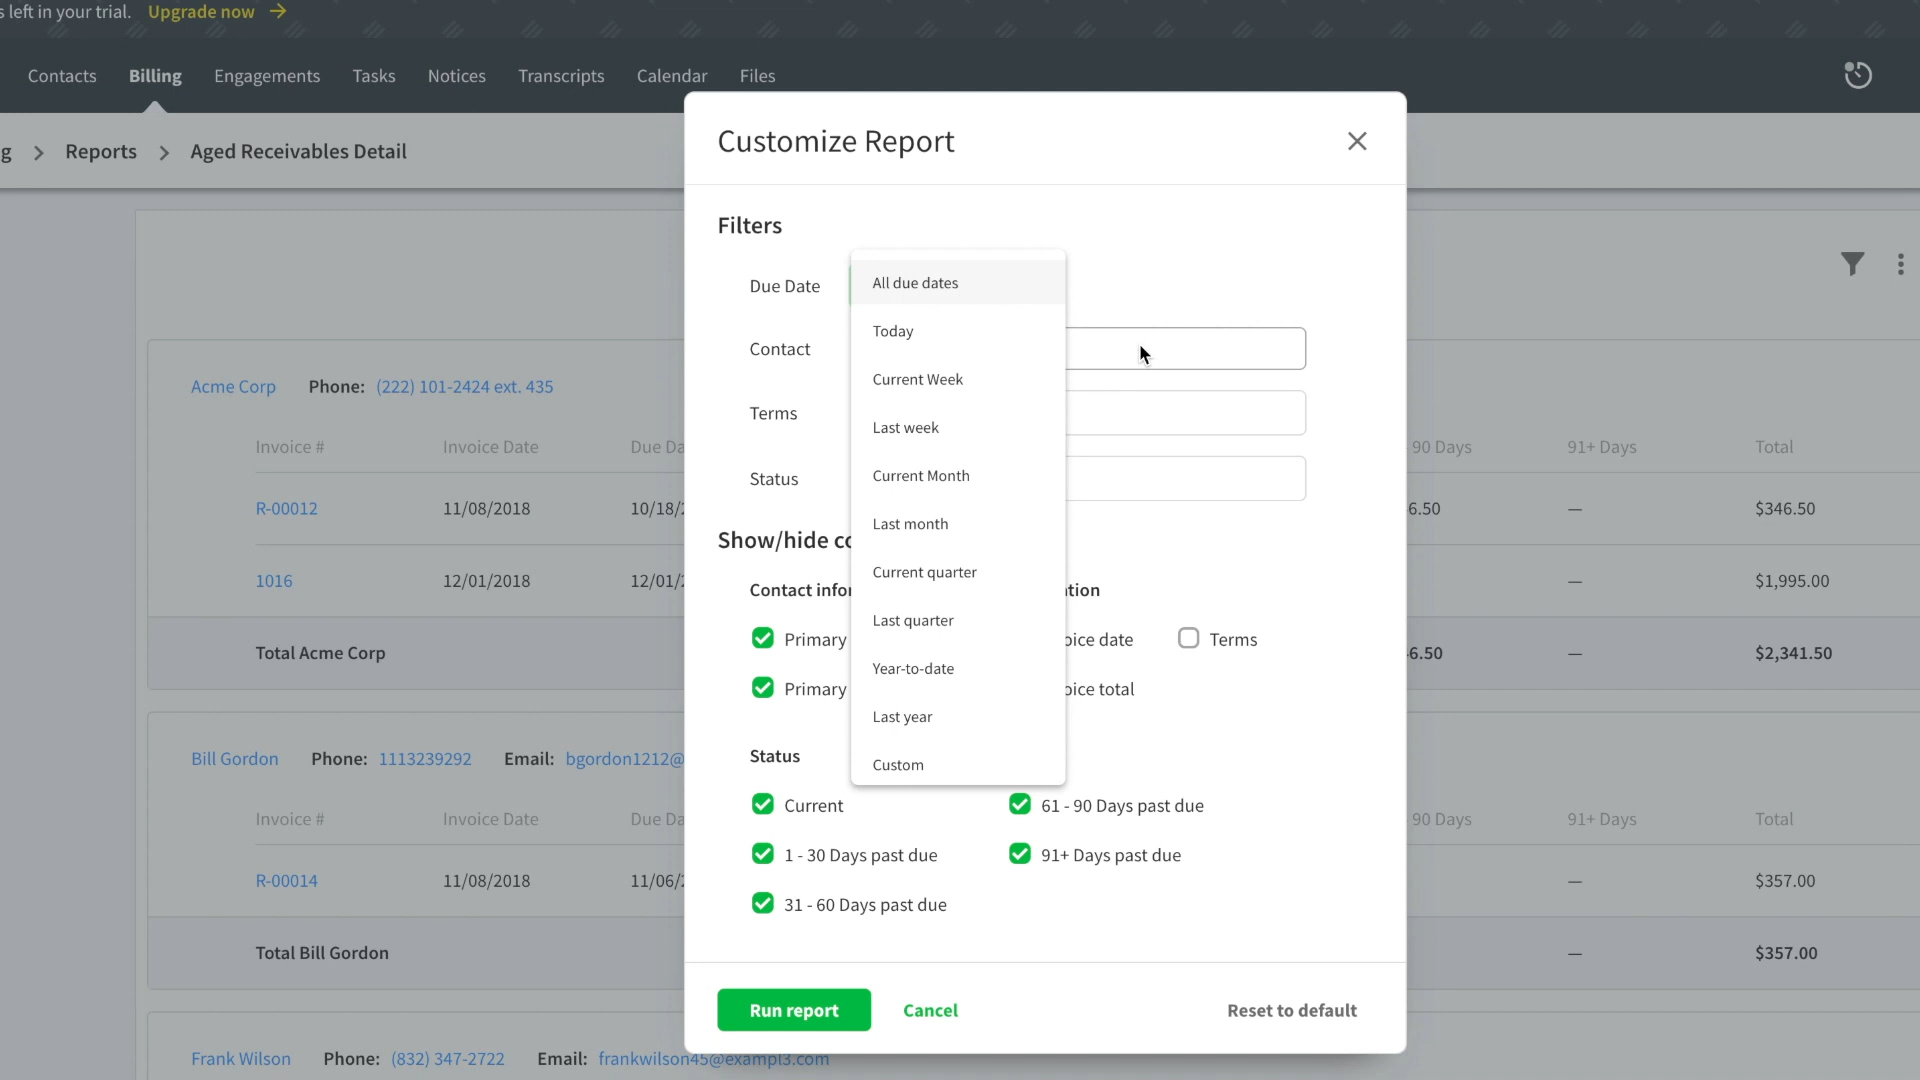 s left in your trial. Upgrade now
Contacts Billing Engagements Tasks Notices Transcripts Calendar Files
g Reports Aged Receivables Detail
Customize Report
Filters
Due Date All due dates
Today
Contact
Current Week
Terms
Last week
Status
Current Month
Last month
Current quarter
Last quarter
Year-to-date
Last year
Custom
Show/hide co
Contact infor tion
Primary oice date Terms
Primary oice total
Status
Current 61 - 90 Days past due
1 - 30 Days past due 91+ Days past due
31 - 60 Days past due
Run report Cancel Reset to default
Acme Corp Phone: (222) 101-2424 ext. 435
Invoice # Invoice Date Due Da 90 Days 91+ Days Total
R-00012 11/08/2018 10/18/2 6.50 — $346.50
1016 12/01/2018 12/01/2 — $1,995.00
Total Acme Corp 6.50 — $2,341.50
Bill Gordon Phone: 1113239292 Email: bgordon1212@
Invoice # Invoice Date Due Da 90 Days 91+ Days Total
R-00014 11/08/2018 11/06/2 — $357.00
Total Bill Gordon — $357.00
Frank Wilson Phone: (832) 347-2722 Email: frankwilson45@exampl3.com